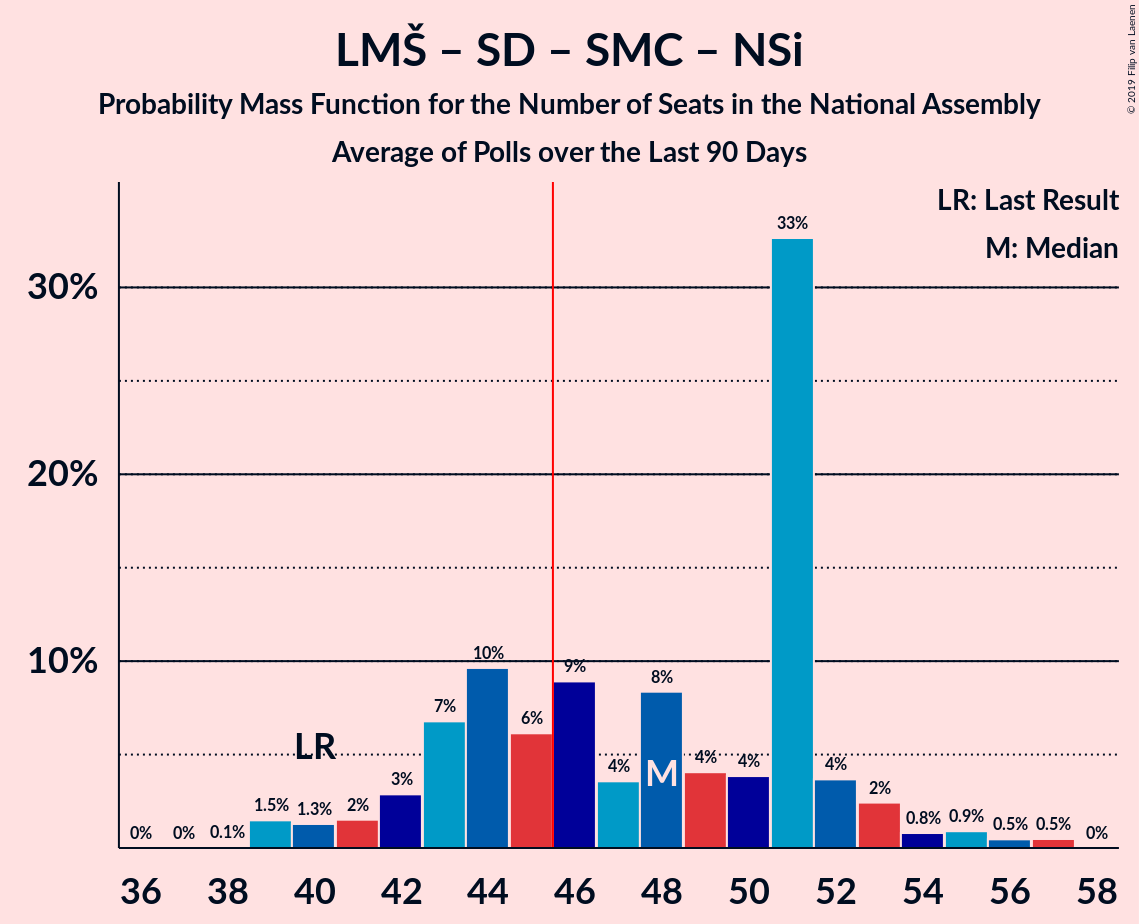 LMŠ – SD – SMC – NSi
Probability Mass Function for the Number of Seats in the National Assembly
Average of Polls over the Last 90 Days
© 2019 Filip van Laenen
LR: Last Result
M: Median
30%
20%
10%
0%
0%
0.1%
1.5%
1.3%
2%
3%
7%
10%
6%
9%
4%
8%
4%
4%
33%
4%
2%
0.8%
0.9%
0.5%
0.5%
0%
LR
M
36 38 40 42 44 46 48 50 52 54 56 58